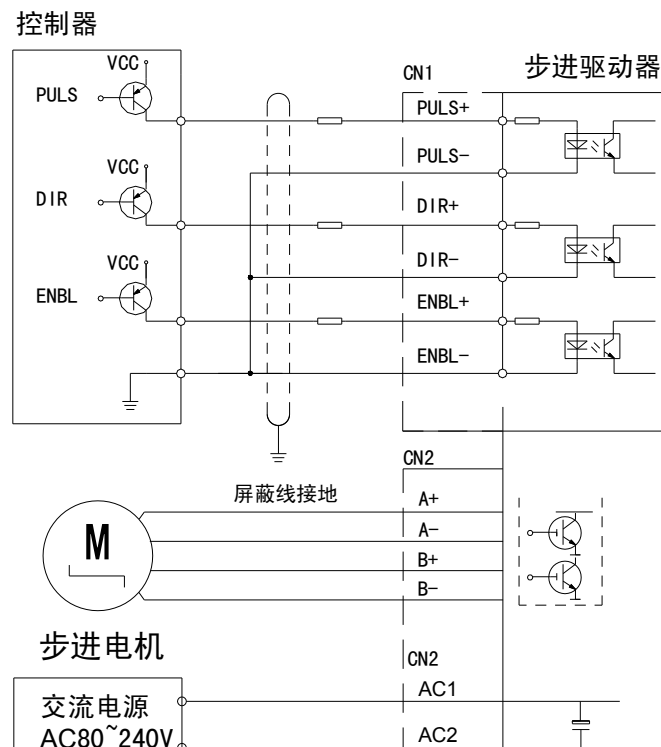 控制器
步进驱动器
VCC
PULS
CN1
PULS+
PULS-
VCC
DIR
DIR+
DIR-
VCC
ENBL
ENBL+
ENBL-
CN2
屏蔽线接地
A+
A-
B+
B-
M
步进电机
CN2
交流电源
AC80~240V
AC1
AC2